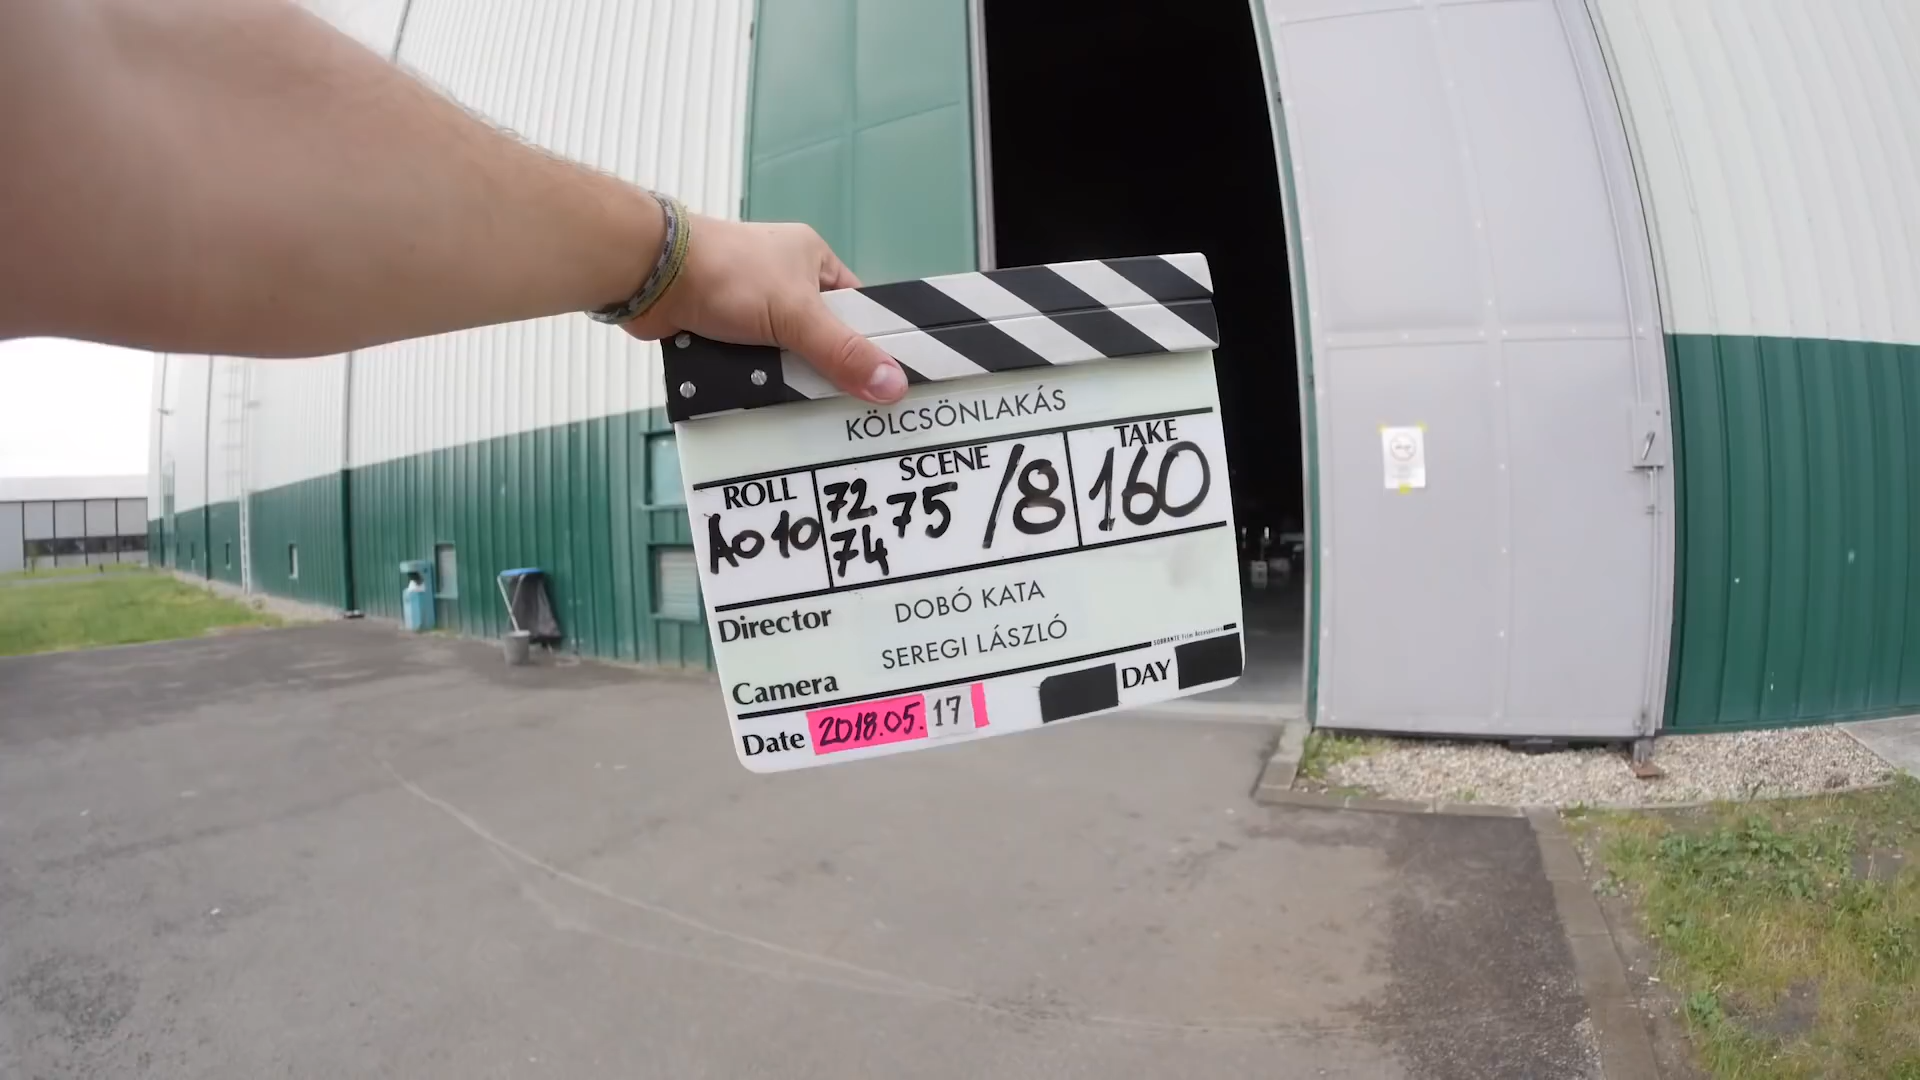 KÖLCSÖNLAKÁS
ROLL SCENE TAKE
A010 72 74 75 /8 160
Director DOBÓ KATA
SEREGI LÁSZLÓ
Camera
DAY
Date 2018.05. 17